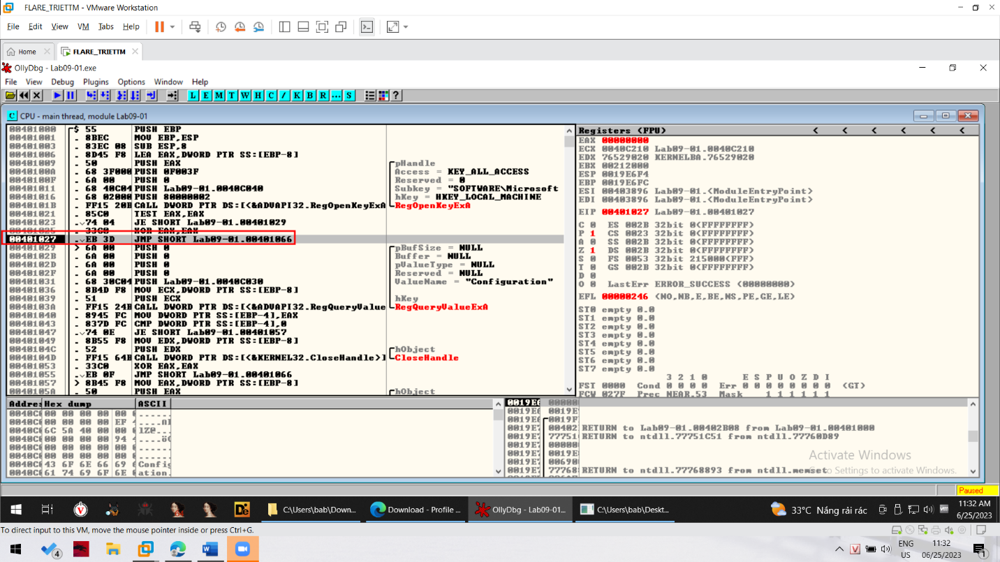 FLARE_TRIETTM - VMware Workstation
File Edit View VM Tabs Help
Home FLARE_TRIETTM
OllyDbg - Lab09-01.exe
File View Debug Plugins Options Window Help
L E M T W H C / K B R ... S ?
C CPU - main thread, module Lab09-01
00401000 $ 55 PUSH EBP
00401001 . 8BEC MOV EBP,ESP
00401003 . 83EC 08 SUB ESP,8
00401006 . 8D45 F8 LEA EAX,DWORD PTR SS:[EBP-8]
00401009 . 50 PUSH EAX pHandle
0040100A . 68 3F000 PUSH 0F003F Access = KEY_ALL_ACCESS
0040100F . 6A 00 PUSH 0 Reserved = 0
00401011 . 68 40C04 PUSH Lab09-01.0040C040 Subkey = "SOFTWARE\Microsoft
00401016 . 68 02000 PUSH 80000002 hKey = HKEY_LOCAL_MACHINE
0040101B . FF15 20B CALL DWORD PTR DS:[<&ADVAPI32.RegOpenKeyExA RegOpenKeyExA
00401021 . 85C0 TEST EAX,EAX
00401023 . 74 04 JE SHORT Lab09-01.00401029
00401025 . 33C0 XOR EAX,EAX
00401027 . EB 3D JMP SHORT Lab09-01.00401066
00401029 > 6A 00 PUSH 0 pBufSize = NULL
0040102B . 6A 00 PUSH 0 Buffer = NULL
0040102D . 6A 00 PUSH 0 pValueType = NULL
0040102F . 6A 00 PUSH 0 Reserved = NULL
00401031 . 68 30C04 PUSH Lab09-01.0040C030 ValueName = "Configuration"
00401036 . 8B4D F8 MOV ECX,DWORD PTR SS:[EBP-8]
00401039 . 51 PUSH ECX hKey
0040103A . FF15 24B CALL DWORD PTR DS:[<&ADVAPI32.RegQueryValue RegQueryValueExA
00401040 . 8945 FC MOV DWORD PTR SS:[EBP-4],EAX
00401043 . 837D FC CMP DWORD PTR SS:[EBP-4],0
00401047 . 74 0E JE SHORT Lab09-01.00401057
00401049 . 8B55 F8 MOV EDX,DWORD PTR SS:[EBP-8]
0040104C . 52 PUSH EDX hObject
0040104D . FF15 64B CALL DWORD PTR DS:[<&KERNEL32.CloseHandle>] CloseHandle
00401053 . 33C0 XOR EAX,EAX
00401055 . EB 0F JMP SHORT Lab09-01.00401066
00401057 > 8B45 F8 MOV EAX,DWORD PTR SS:[EBP-8]
0040105A . 50 PUSH EAX hObject
Registers (FPU) < < < < < <
EAX 00000000
ECX 0040C210 Lab09-01.0040C210
EDX 76529020 KERNELBA.76529020
EBX 00212000
ESP 0019E6F4
EBP 0019E6FC
ESI 00403896 Lab09-01.<ModuleEntryPoint>
EDI 00403896 Lab09-01.<ModuleEntryPoint>
EIP 00401027 Lab09-01.00401027
C 0 ES 002B 32bit 0(FFFFFFFF)
P 1 CS 0023 32bit 0(FFFFFFFF)
A 0 SS 002B 32bit 0(FFFFFFFF)
Z 1 DS 002B 32bit 0(FFFFFFFF)
S 0 FS 0053 32bit 215000(FFF)
T 0 GS 002B 32bit 0(FFFFFFFF)
D 0
O 0 LastErr ERROR_SUCCESS (00000000)
EFL 00000246 (NO,NB,E,BE,NS,PE,GE,LE)
ST0 empty 0.0
ST1 empty 0.0
ST2 empty 0.0
ST3 empty 0.0
ST4 empty 0.0
ST5 empty 0.0
ST6 empty 0.0
ST7 empty 0.0
3 2 1 0 E S P U O Z D I
FST 0000 Cond 0 0 0 0 Err 0 0 0 0 0 0 0 0 (GT)
FCW 027F Prec NEAR,53 Mask 1 1 1 1 1 1
Addres Hex dump ASCII
0040C0 00 00 00 00 00 ......
0040C0 00 00 00 00 EF
0040C0 6C 5A 40 00 00 lZ@...
0040C0 00 00 00 00 94
0040C0 00 00 00 00 00 ......
0040C0 00 00 00 00 00 ......
0040C0 43 6F 6E 66 69 Config
0040C0 61 74 69 6F 6E ation.
RETURN to Lab09-01.00402B08 from Lab09-01.00401000
77751 RETURN to ntdll.77751C51 from ntdll.77760D89
77768 RETURN to ntdll.77768893 from ntdll.memset
Activate Windows
to Settings to activate Windows.
Paused
C:\Users\bab\Down... Download - Profile ... OllyDbg - Lab09-01... C:\Users\bab\Deskt...
33°C Nắng rải rác
11:32 AM
6/25/2023
To direct input to this VM, move the mouse pointer inside or press Ctrl+G.
4
ENG
US
11:32
06/25/2023
1